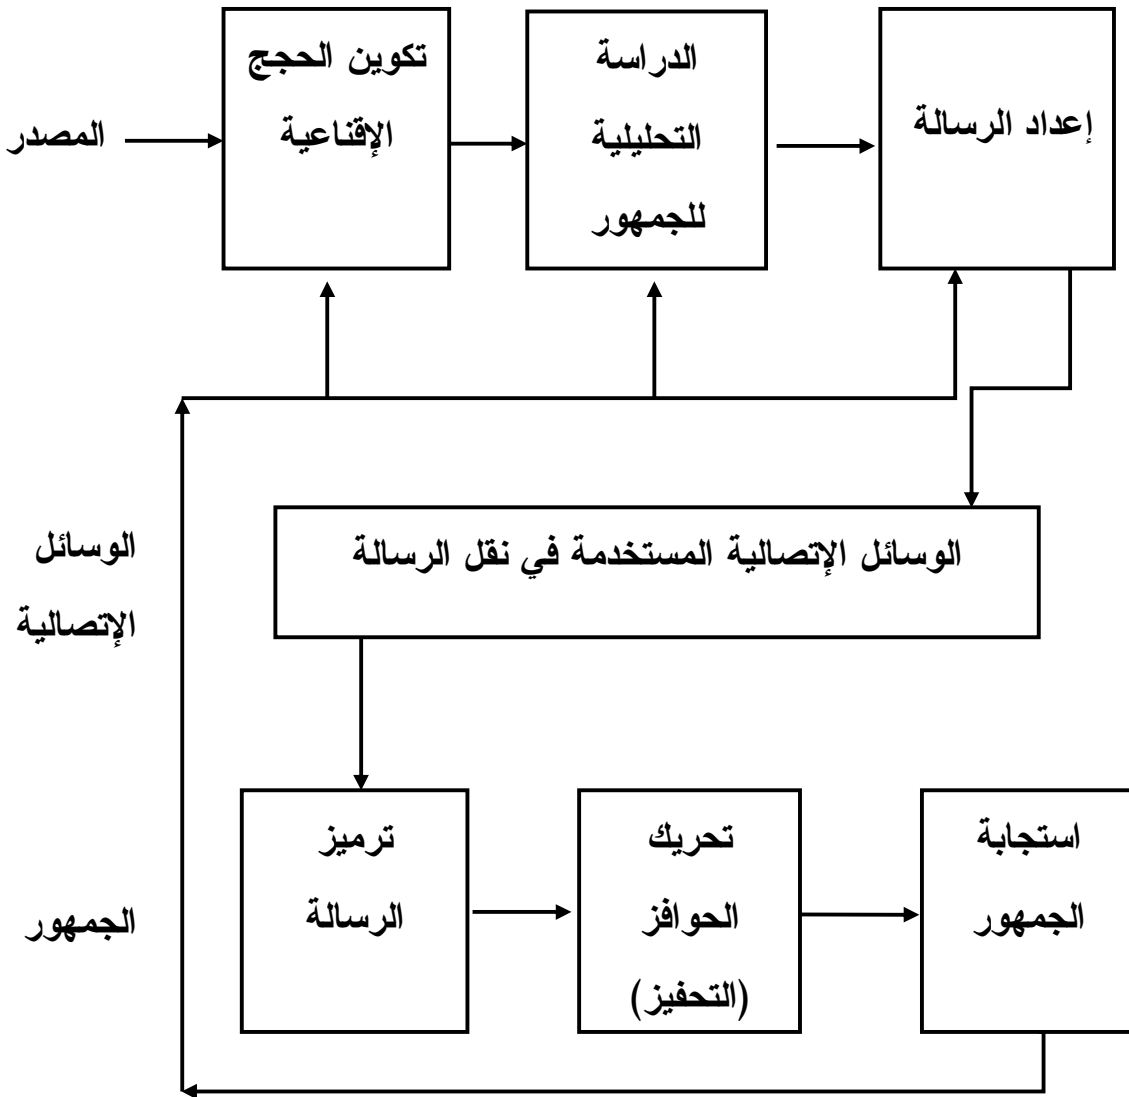 المصدر
تكوين الحجج
الإقناعية
الدراسة
التحليلية
للجمهور
إعداد الرسالة
الوسائل
الإتصالية
الوسائل الإتصالية المستخدمة في نقل الرسالة
الجمهور
ترميز
الرسالة
تحريك
الحوافز
(التحفيز)
استجابة
الجمهور